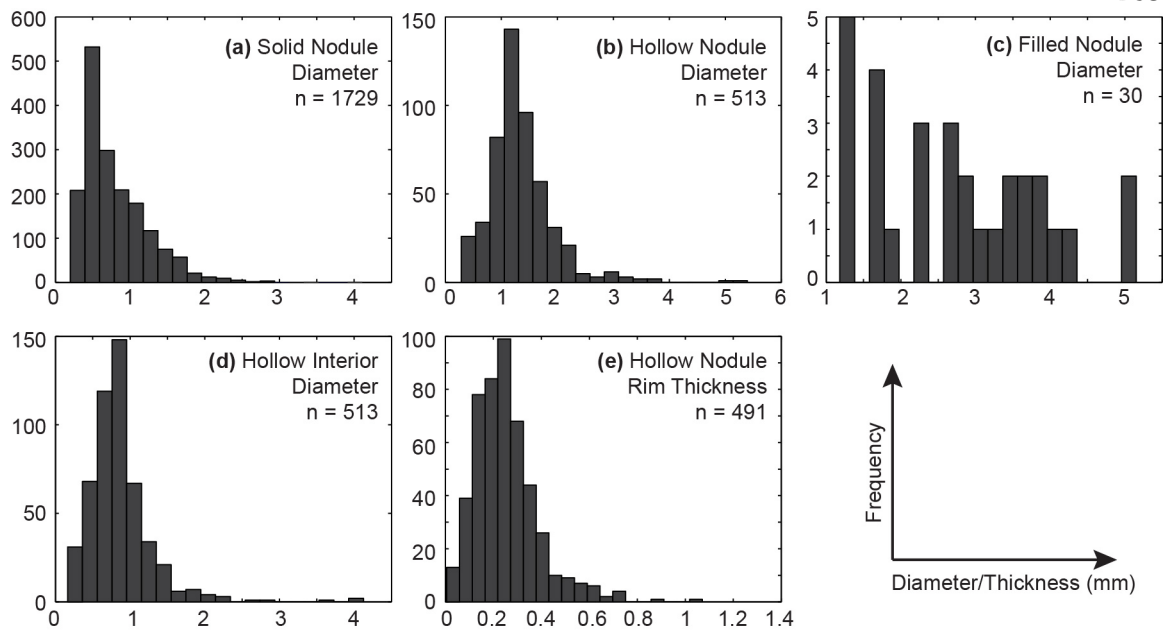 600
500
400
300
200
100
0
0 1 2 3 4
(a) Solid Nodule
Diameter
n = 1729
150
100
50
0
0 1 2 3 4 5 6
(b) Hollow Nodule
Diameter
n = 513
5
4
3
2
1
0
1 2 3 4 5
(c) Filled Nodule
Diameter
n = 30
150
100
50
0
0 1 2 3 4
(d) Hollow Interior
Diameter
n = 513
100
80
60
40
20
0
0 0.2 0.4 0.6 0.8 1 1.2 1.4
(e) Hollow Nodule
Rim Thickness
n = 491
Frequency
Diameter/Thickness (mm)